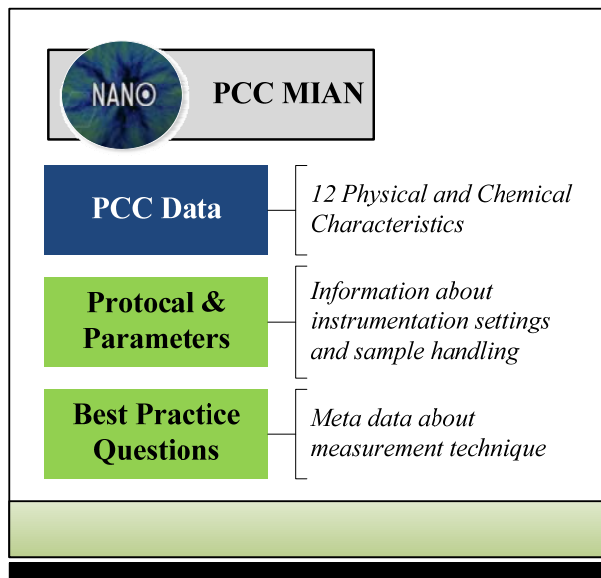 NANO
PCC MIAN
PCC Data
12 Physical and Chemical
Characteristics
Protocal &
Parameters
Information about
instrumentation settings
and sample handling
Best Practice
Questions
Meta data about
measurement technique